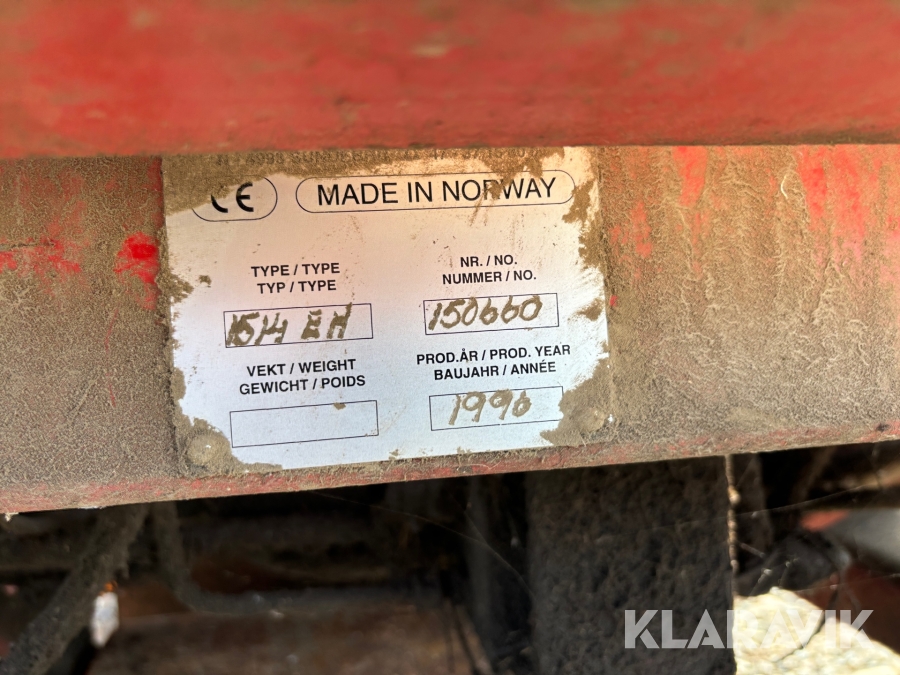 CE MADE IN NORWAY
TYPE / TYPE
TYP / TYPE
NR. / NO.
NUMMER / NO.
1514 EH
150660
VEKT / WEIGHT
GEWICHT / POIDS
PROD.ÅR / PROD. YEAR
BAUJAHR / ANNÉE
1996
KLARAVIK